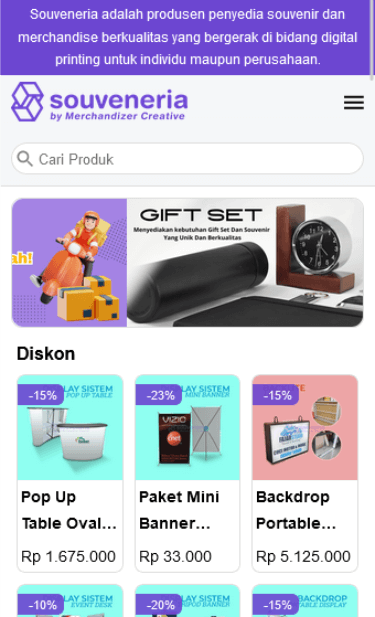 Souveneria adalah produsen penyedia souvenir dan
merchandise berkualitas yang bergerak di bidang digital
printing untuk individu maupun perusahaan.
souveneria
by Merchandizer Creative
Cari Produk
ah!
GIFT SET
Menyediakan kebutuhan Gift Set Dan Souvenir
Yang Unik Dan Berkualitas
Diskon
-15%
LAY SISTEM
POP UP TABLE
-23%
LAY SISTEM
MINI BANNER
-15%
Pop Up
Table Oval...
Rp 1.675.000
Paket Mini
Banner...
Rp 33.000
Backdrop
Portable...
Rp 5.125.000
-10%
LAY SISTEM
EVENT DESK
-20%
LAY SISTEM
-15%
BACKDROP
TABLE DISPLAY